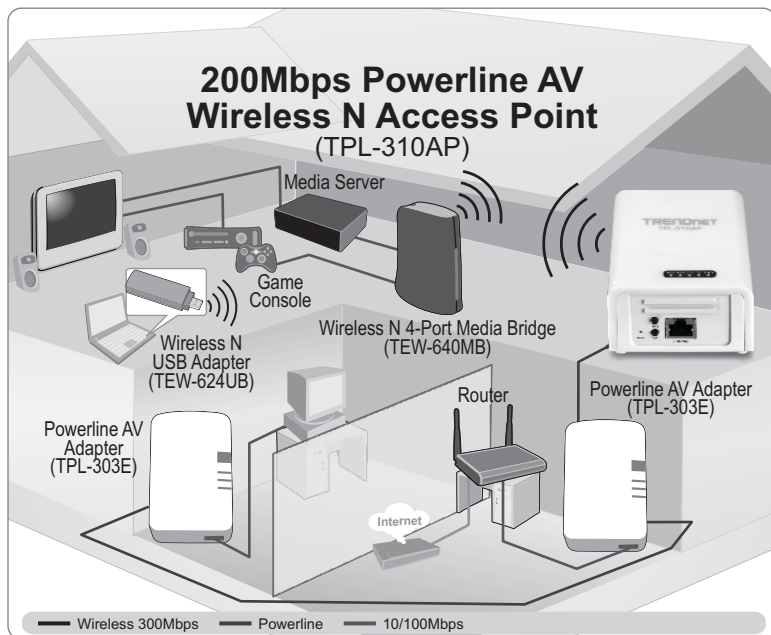 200Mbps Powerline AV
Wireless N Access Point
(TPL-310AP)
Media Server
TRENDnet
TPL-310AP
Game
Console
Wireless N
USB Adapter
(TEW-624UB)
Wireless N 4-Port Media Bridge
(TEW-640MB)
Router
Powerline AV Adapter
(TPL-303E)
Powerline AV
Adapter
(TPL-303E)
Internet
Wireless 300Mbps
Powerline
10/100Mbps